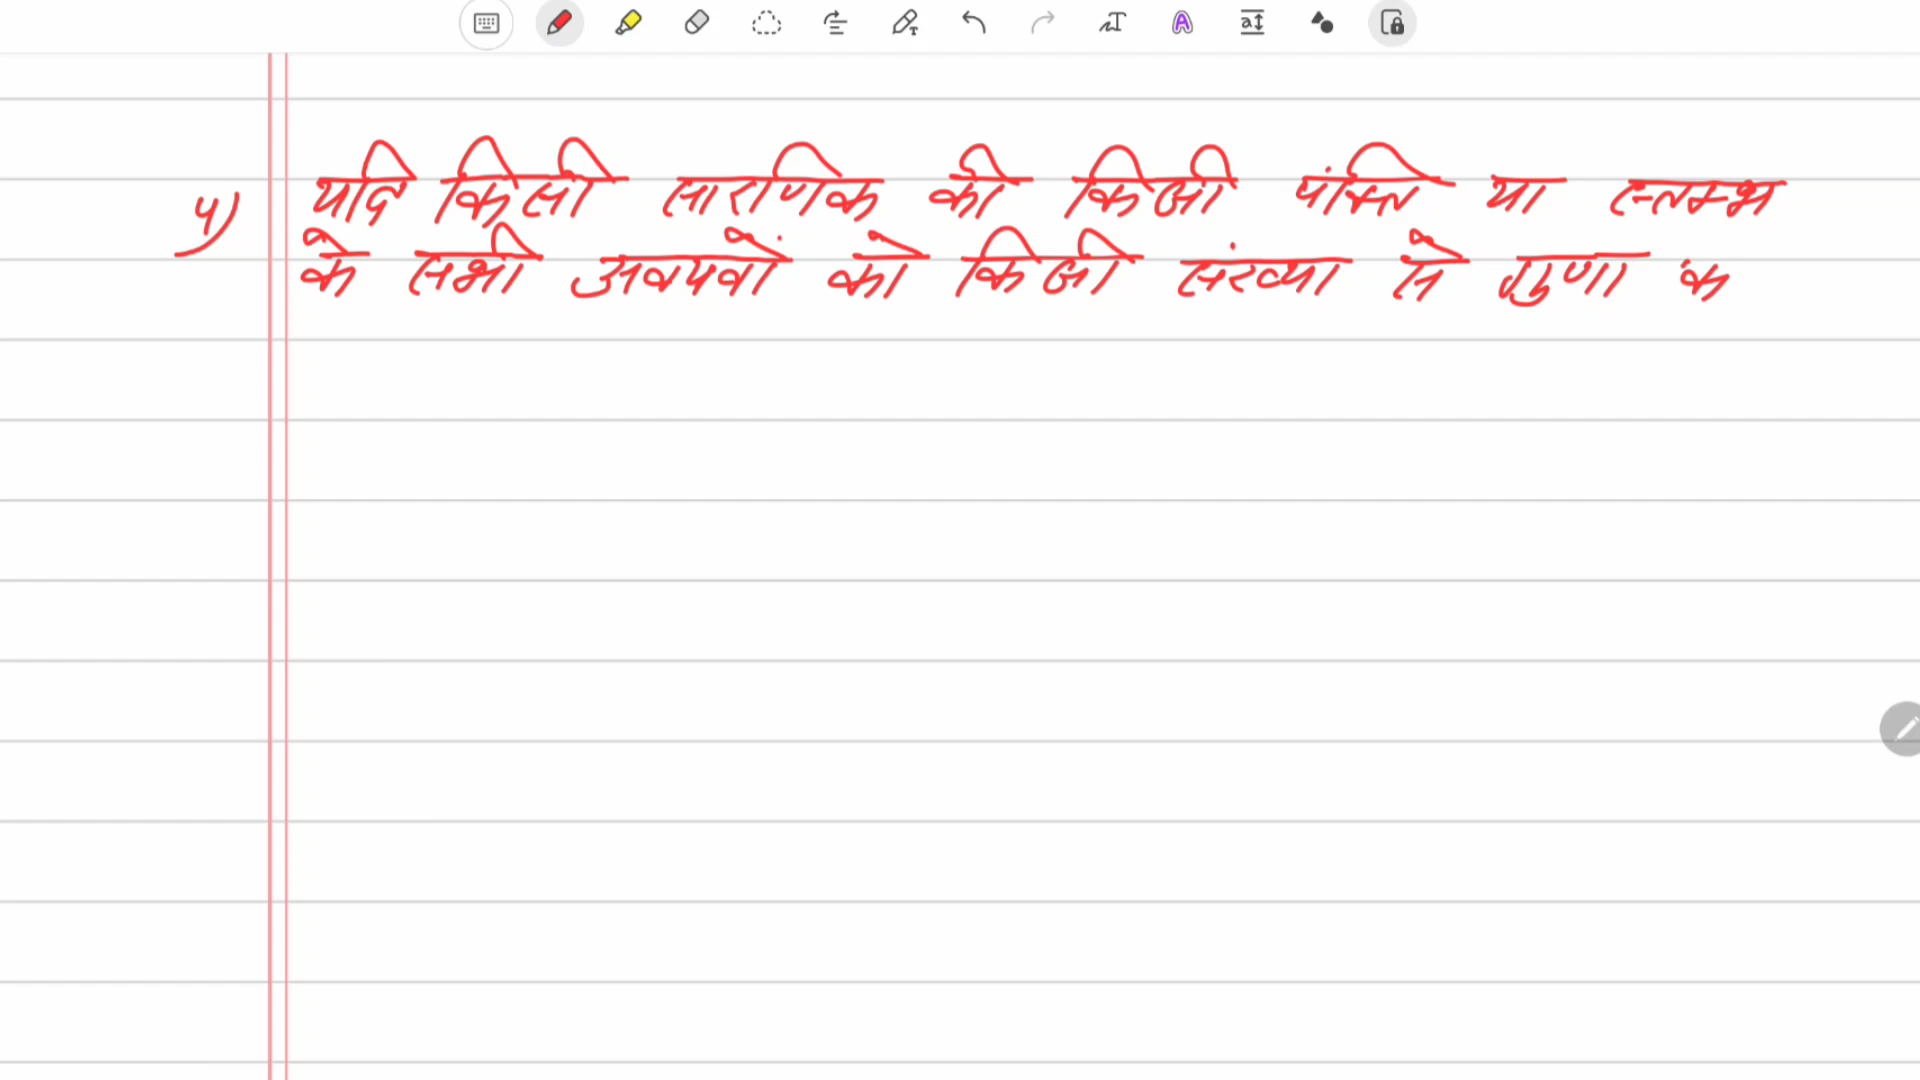 4) यदि किसी सारणिक की किसी पंक्ति या स्तम्भ
के सभी अवयवों को किसी संख्या से गुणा क